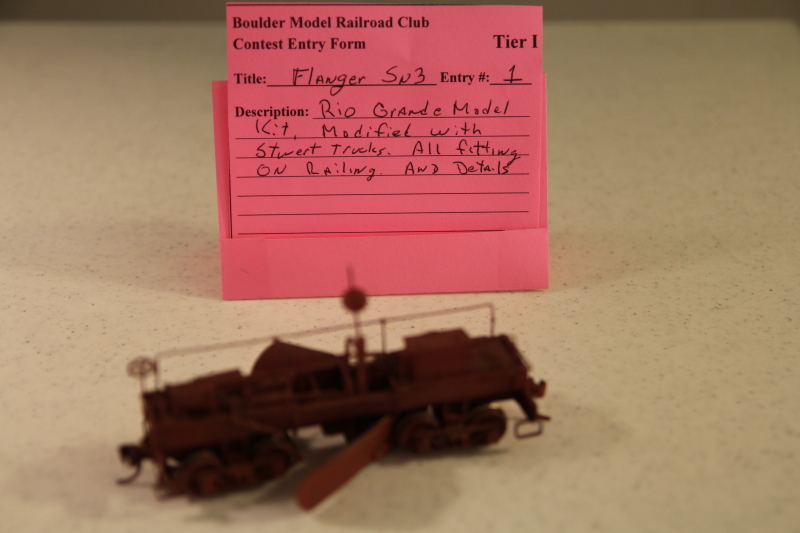 Boulder Model Railroad Club
Contest Entry Form Tier I
Title: Flanger Sn3 Entry #: 1
Description: Rio Grande Model
Kit, Modified with
Stwert Trucks. All fitting
ON Railing. AND Details